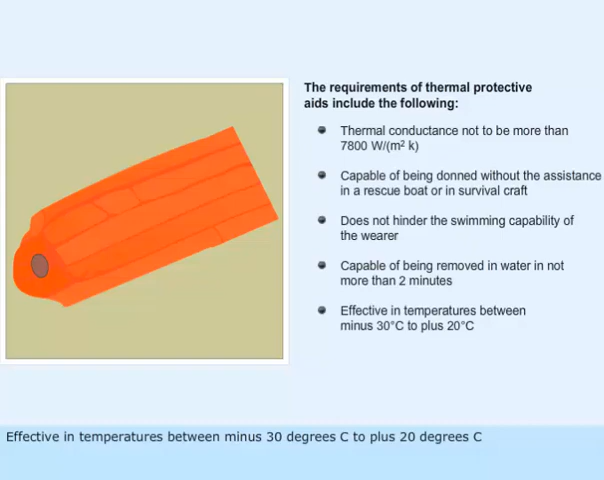 The requirements of thermal protective
aids include the following:
Thermal conductance not to be more than
7800 W/(m² k)
Capable of being donned without the assistance
in a rescue boat or in survival craft
Does not hinder the swimming capability of
the wearer
Capable of being removed in water in not
more than 2 minutes
Effective in temperatures between
minus 30°C to plus 20°C
Effective in temperatures between minus 30 degrees C to plus 20 degrees C